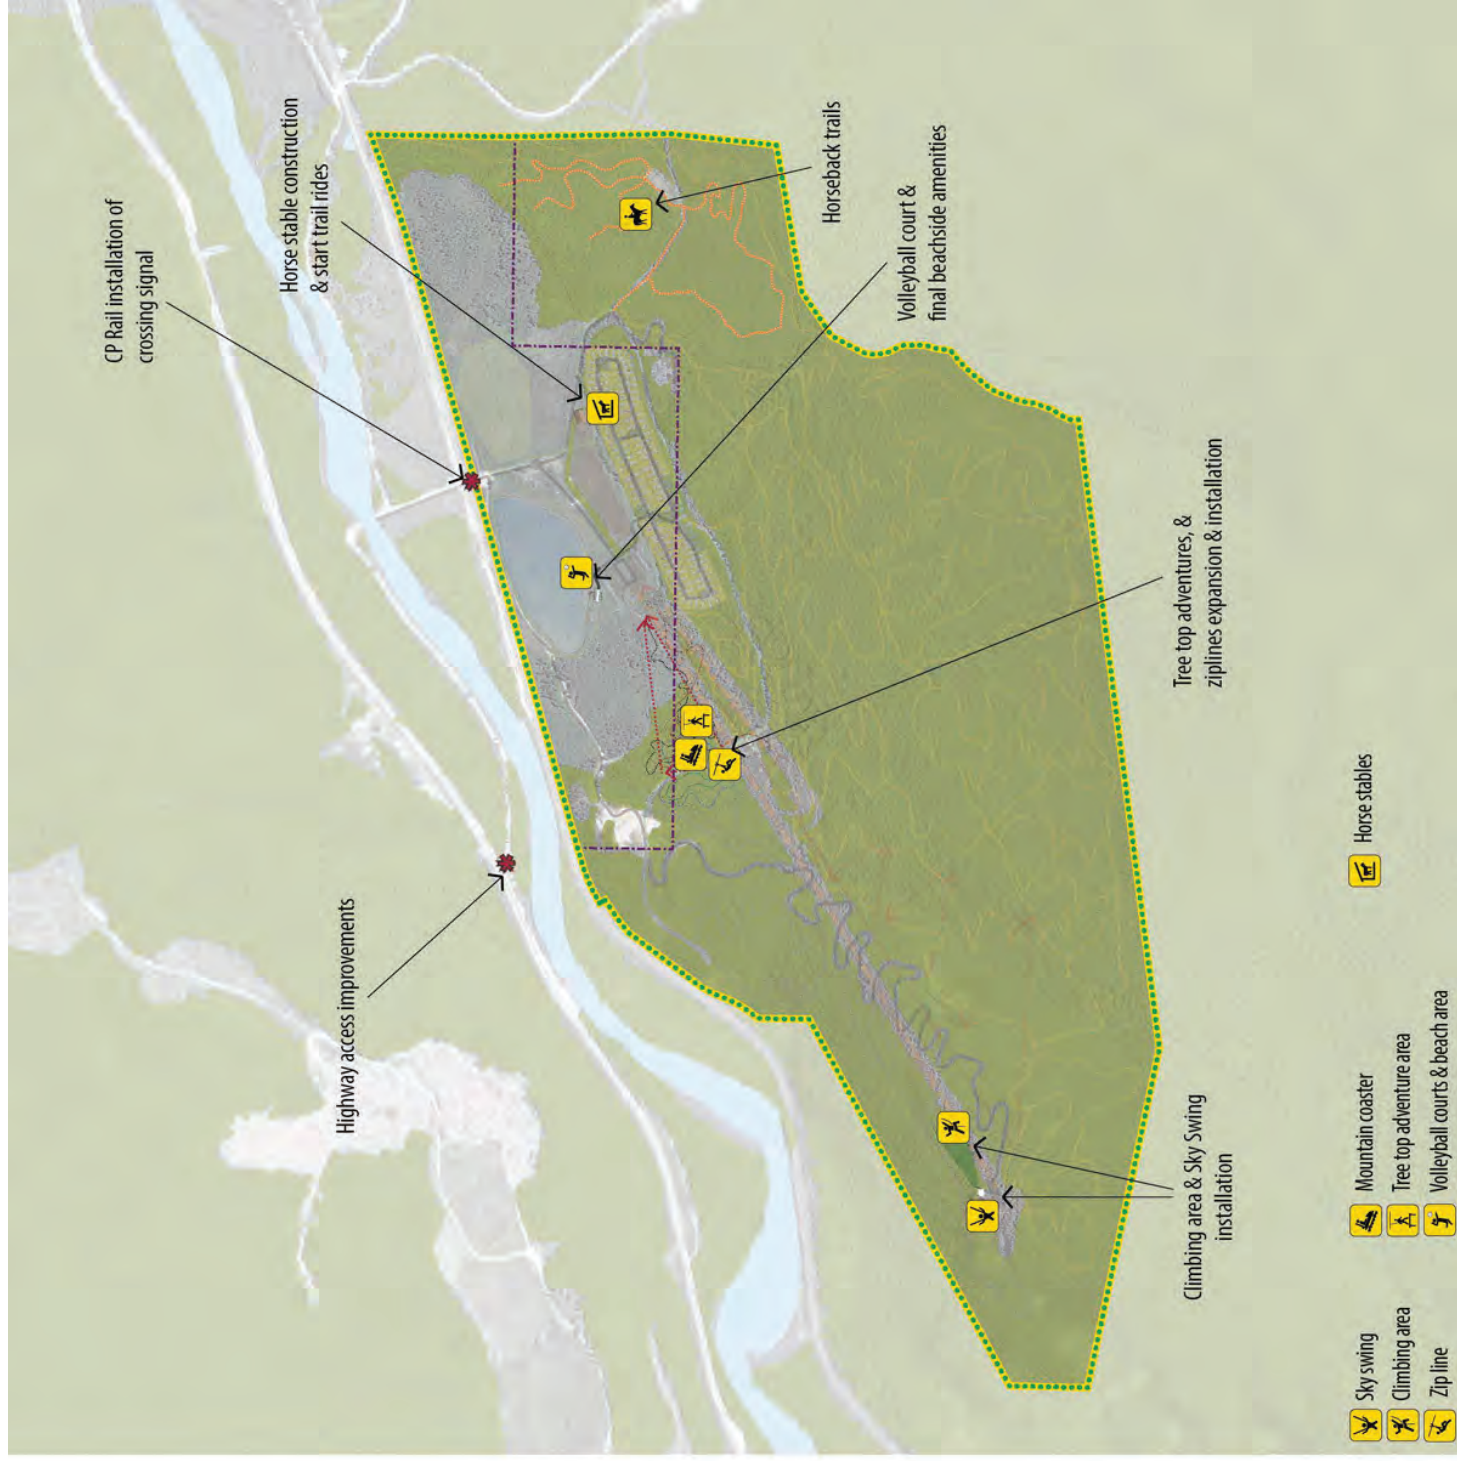 CP Rail installation of
crossing signal
Horse stable construction
& start trail rides
Horseback trails
Volleyball court &
final beachside amenities
Tree top adventures, &
ziplines expansion & installation
Highway access improvements
Climbing area & Sky Swing
installation
Sky swing
Climbing area
Zip line
Mountain coaster
Tree top adventure area
Volleyball courts & beach area
Horse stables